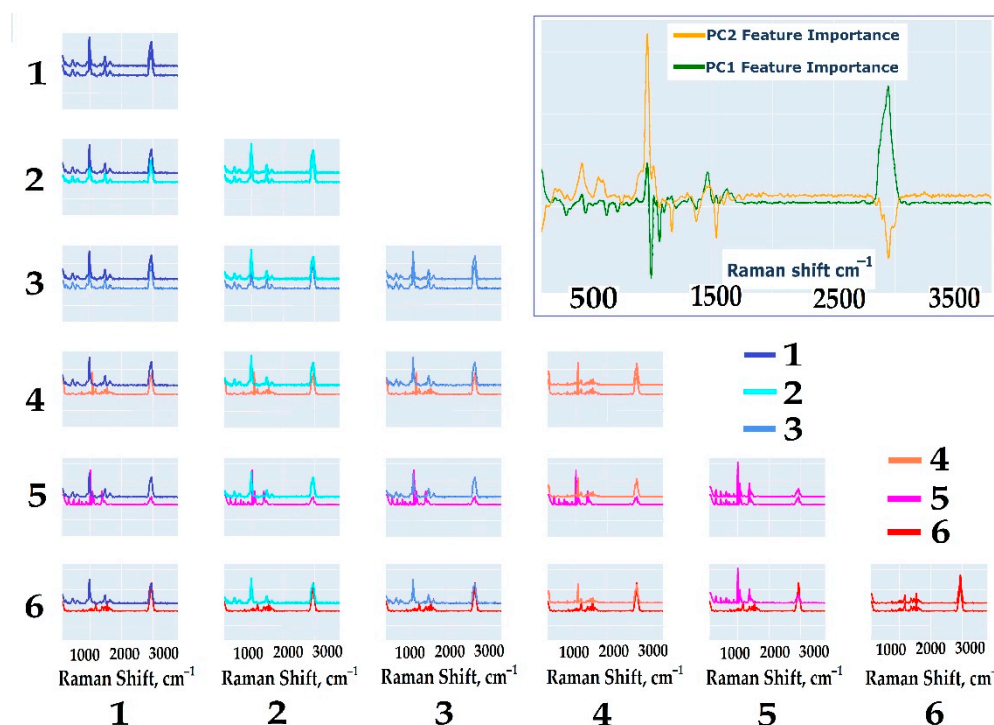 PC2 Feature Importance
PC1 Feature Importance
Raman shift cm⁻¹
500 1500 2500 3500
1
2
3
4
5
6
1
2
3
4
5
6
1000 2000 3000 1000 2000 3000 1000 2000 3000 1000 2000 3000 1000 2000 3000 1000 2000 3000
Raman Shift, cm⁻¹ Raman Shift, cm⁻¹ Raman Shift, cm⁻¹ Raman Shift, cm⁻¹ Raman Shift, cm⁻¹ Raman Shift, cm⁻¹
1 2 3 4 5 6